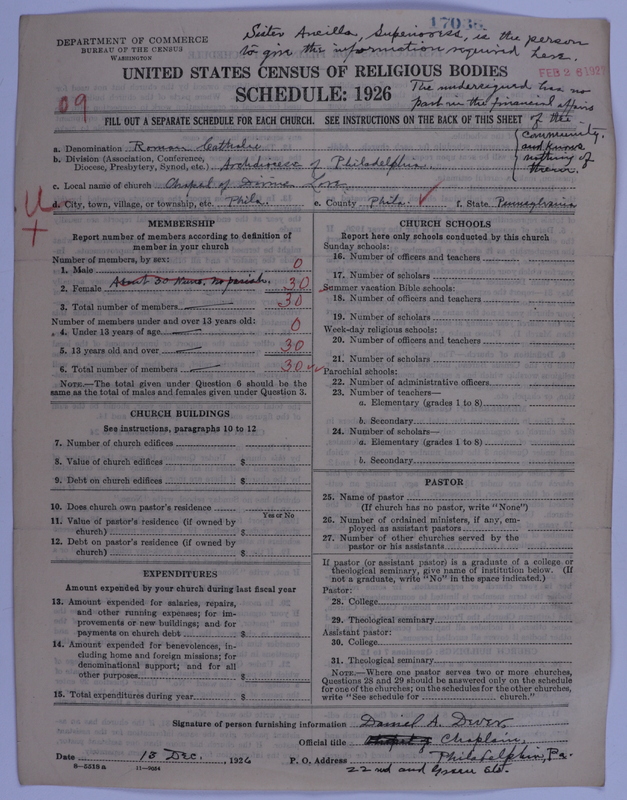 17036
DEPARTMENT OF COMMERCE
BUREAU OF THE CENSUS
WASHINGTON
Sister Ancilla, Superioress, is the person
to give the information required here.
UNITED STATES CENSUS OF RELIGIOUS BODIES
FEB 28 192
SCHEDULE: 1926
The undersigned has no
part in the financial affairs
of the
community.
and knows
nothing of
09
FILL OUT A SEPARATE SCHEDULE FOR EACH CHURCH. SEE INSTRUCTIONS ON THE BACK OF THIS SHEET
a. Denomination Roman Catholic
b. Division (Association, Conference,
Diocese, Presbytery, Synod, etc.) Archdiocese of Philadelphia
c. Local name of church Chapel of Divine Love
d. City, town, village, or township, etc. Phila. e. County Phila. f. State Pennsylvania
MEMBERSHIP
Report number of members according to definition of
member in your church
Number of members, by sex:
1. Male 0
2. Female About 30 Nuns. No parish. 30
3. Total number of members 30
Number of members under and over 13 years old:
4. Under 13 years of age 0
5. 13 years old and over 30
6. Total number of members 30
NOTE.—The total given under Question 6 should be the
same as the total of males and females given under Question 3.
CHURCH BUILDINGS
See instructions, paragraphs 10 to 12
7. Number of church edifices
8. Value of church edifices $
9. Debt on church edifices $
10. Does church own pastor's residence
Yes or No
11. Value of pastor's residence (if owned by
church) $
12. Debt on pastor's residence (if owned by
church) $
EXPENDITURES
Amount expended by your church during last fiscal year
13. Amount expended for salaries, repairs,
and other running expenses; for im-
provements or new buildings; and for
payments on church debt $
14. Amount expended for benevolences, in-
cluding home and foreign missions; for
denominational support; and for all
other purposes $
15. Total expenditures during year $
CHURCH SCHOOLS
Report here only schools conducted by this church
Sunday schools:
16. Number of officers and teachers
17. Number of scholars
Summer vacation Bible schools:
18. Number of officers and teachers
19. Number of scholars
Week-day religious schools:
20. Number of officers and teachers
21. Number of scholars
Parochial schools:
22. Number of administrative officers
23. Number of teachers—
a. Elementary (grades 1 to 8)
b. Secondary
24. Number of scholars—
a. Elementary (grades 1 to 8)
b. Secondary
PASTOR
25. Name of pastor
(If church has no pastor, write "None")
26. Number of ordained ministers, if any, em-
ployed as assistant pastors
27. Number of other churches served by the
pastor or his assistants
If pastor (or assistant pastor) is a graduate of a college or
theological seminary, give name of institution below. (If
not a graduate, write "No" in the space indicated.)
Pastor:
28. College
29. Theological seminary
Assistant pastor:
30. College
31. Theological seminary
NOTE.—Where one pastor serves two or more churches,
Questions 28 and 29 should be answered only on the schedule
for one of the churches; on the schedules for the other churches,
write "See schedule for church."
Signature of person furnishing information Daniel A. Dwver
Official title Chaplain
Date 15 Dec. , 1926 P. O. Address Philadelphia, Pa.
22nd and Green Sts.
8—5315 a 11—9034